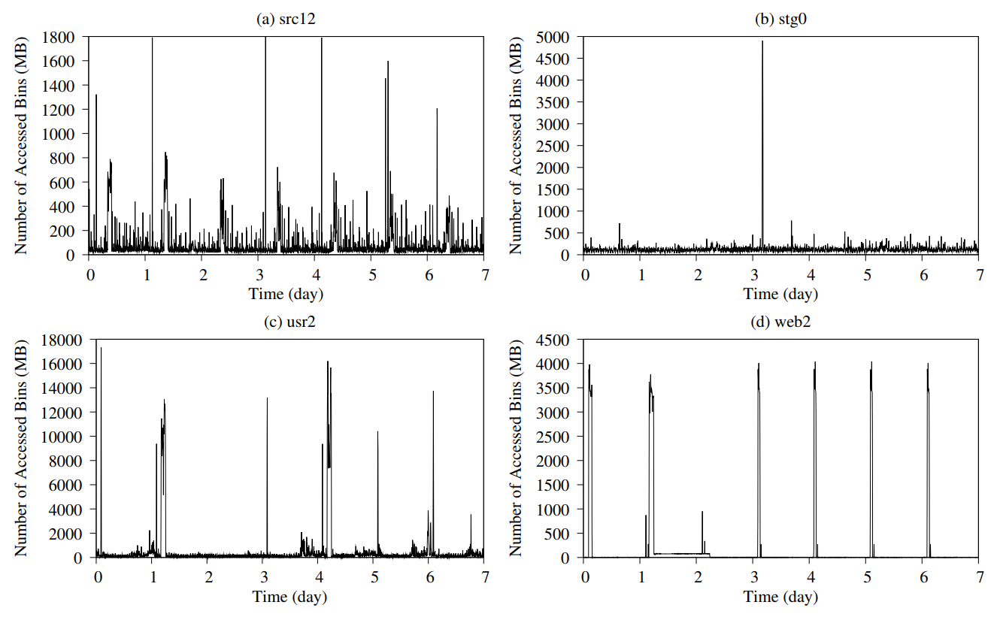 (a) src12
Number of Accessed Bins (MB)
1800
1600
1400
1200
1000
800
600
400
200
0
0 1 2 3 4 5 6 7
Time (day)
(b) stg0
Number of Accessed Bins (MB)
5000
4500
4000
3500
3000
2500
2000
1500
1000
500
0
0 1 2 3 4 5 6 7
Time (day)
(c) usr2
Number of Accessed Bins (MB)
18000
16000
14000
12000
10000
8000
6000
4000
2000
0
0 1 2 3 4 5 6 7
Time (day)
(d) web2
Number of Accessed Bins (MB)
4500
4000
3500
3000
2500
2000
1500
1000
500
0
0 1 2 3 4 5 6 7
Time (day)